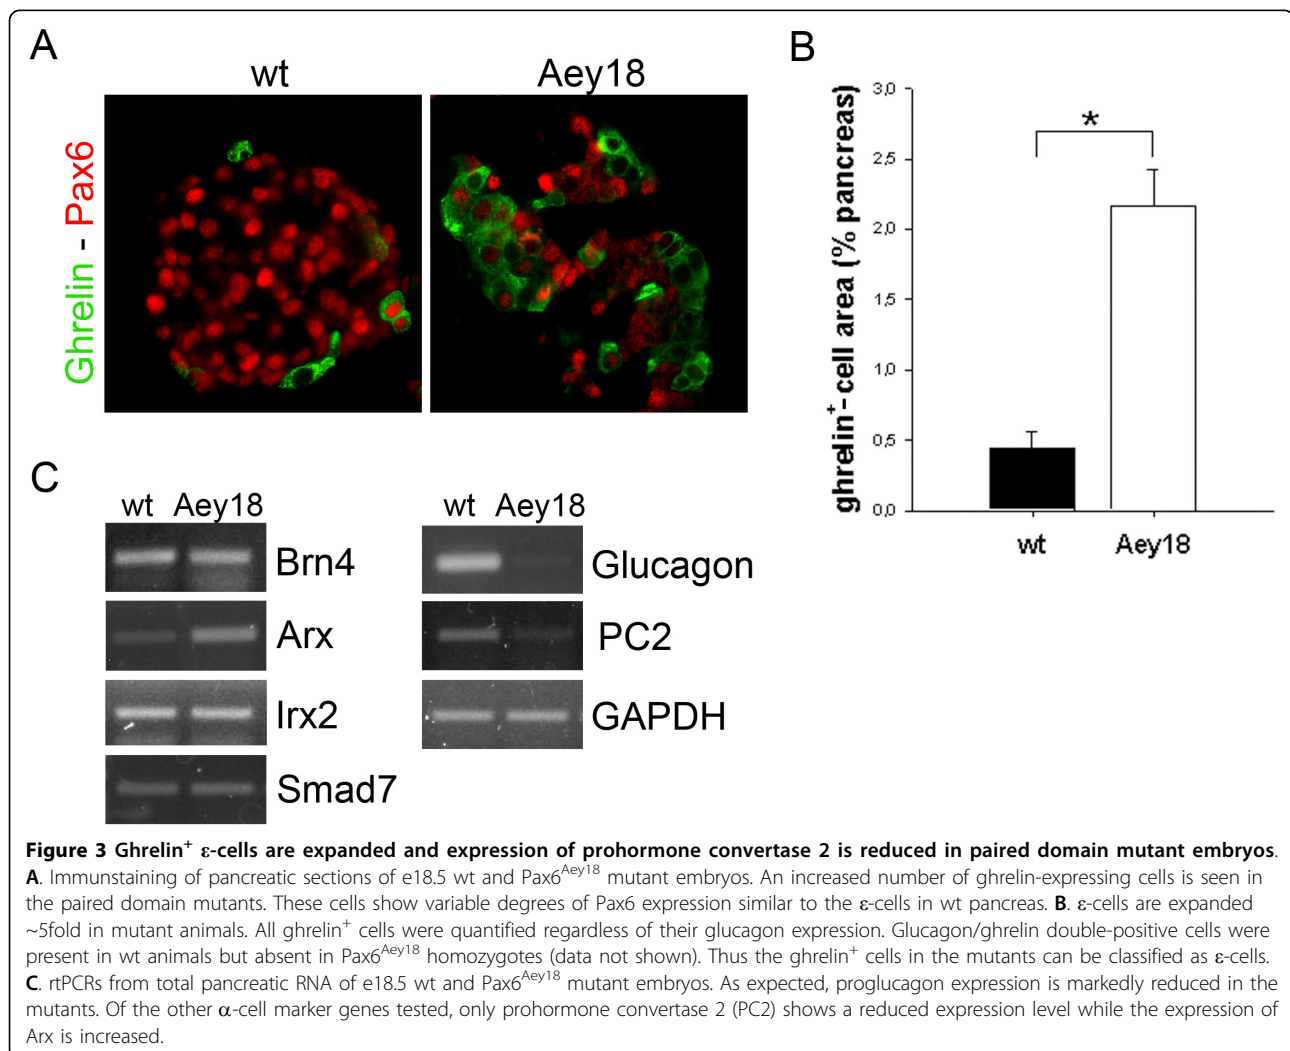 A
wt
Aey18
Ghrelin - Pax6
B
ghrelin⁺- cell area (% pancreas)
3,0
2,5
2,0
1,5
1,0
0,5
0,0
*
wt
Aey18
C
wt Aey18
Brn4
Arx
Irx2
Smad7
wt Aey18
Glucagon
PC2
GAPDH
Figure 3 Ghrelin⁺ ε-cells are expanded and expression of prohormone convertase 2 is reduced in paired domain mutant embryos.
A. Immunstaining of pancreatic sections of e18.5 wt and Pax6^Aey18 mutant embryos. An increased number of ghrelin-expressing cells is seen in
the paired domain mutants. These cells show variable degrees of Pax6 expression similar to the ε-cells in wt pancreas. B. ε-cells are expanded
~5fold in mutant animals. All ghrelin⁺ cells were quantified regardless of their glucagon expression. Glucagon/ghrelin double-positive cells were
present in wt animals but absent in Pax6^Aey18 homozygotes (data not shown). Thus the ghrelin⁺ cells in the mutants can be classified as ε-cells.
C. rtPCRs from total pancreatic RNA of e18.5 wt and Pax6^Aey18 mutant embryos. As expected, proglucagon expression is markedly reduced in the
mutants. Of the other α-cell marker genes tested, only prohormone convertase 2 (PC2) shows a reduced expression level while the expression of
Arx is increased.